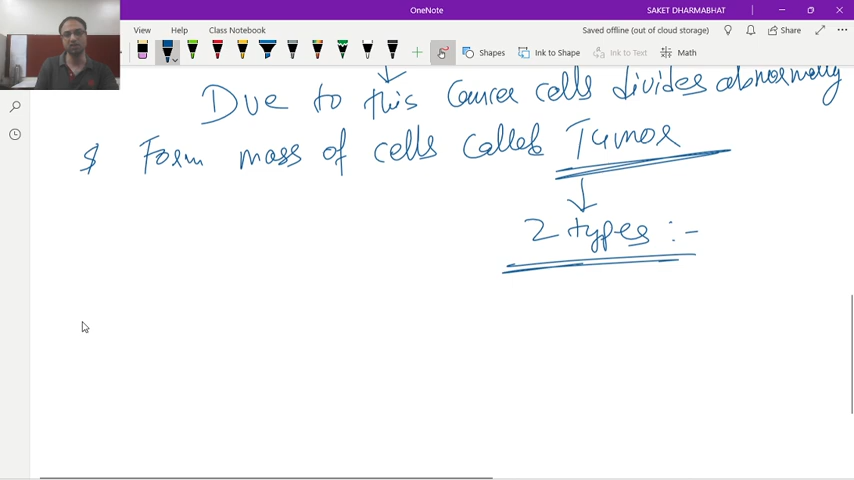 OneNote
SAKET DHARMABHAT
View Help Class Notebook
Saved offline (out of cloud storage)
Share
Shapes
Ink to Shape
Ink to Text
Math
Due to this Cancer cells divides abnormally
$ Form mass of cells called Tumor
2 types :-